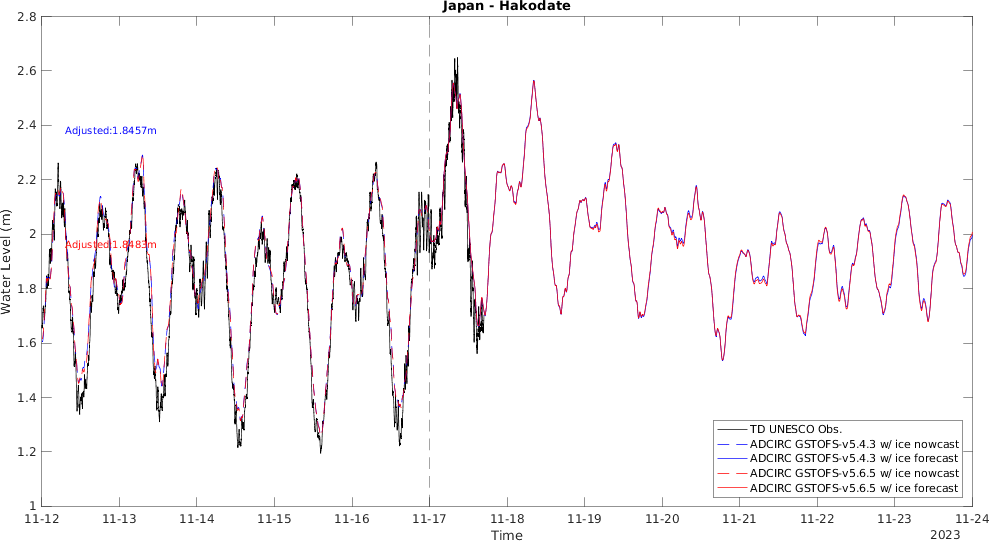 Japan - Hakodate
2.8
2.6
2.4
2.2
2
1.8
1.6
1.4
1.2
1
Water Level (m)
Adjusted:1.8457m
Adjusted:1.8483m
TD UNESCO Obs.
ADCIRC GSTOFS-v5.4.3 w/ ice nowcast
ADCIRC GSTOFS-v5.4.3 w/ ice forecast
ADCIRC GSTOFS-v5.6.5 w/ ice nowcast
ADCIRC GSTOFS-v5.6.5 w/ ice forecast
11-12 11-13 11-14 11-15 11-16 11-17 11-18 11-19 11-20 11-21 11-22 11-23 11-24
Time
2023